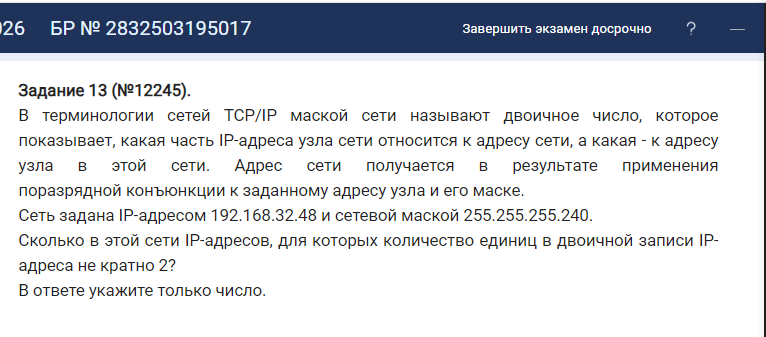 026 БР № 2832503195017 Завершить экзамен досрочно ? —
Задание 13 (№12245).
В терминологии сетей TCP/IP маской сети называют двоичное число, которое
показывает, какая часть IP-адреса узла сети относится к адресу сети, а какая - к адресу
узла в этой сети. Адрес сети получается в результате применения
поразрядной конъюнкции к заданному адресу узла и его маске.
Сеть задана IP-адресом 192.168.32.48 и сетевой маской 255.255.255.240.
Сколько в этой сети IP-адресов, для которых количество единиц в двоичной записи IP-
адреса не кратно 2?
В ответе укажите только число.